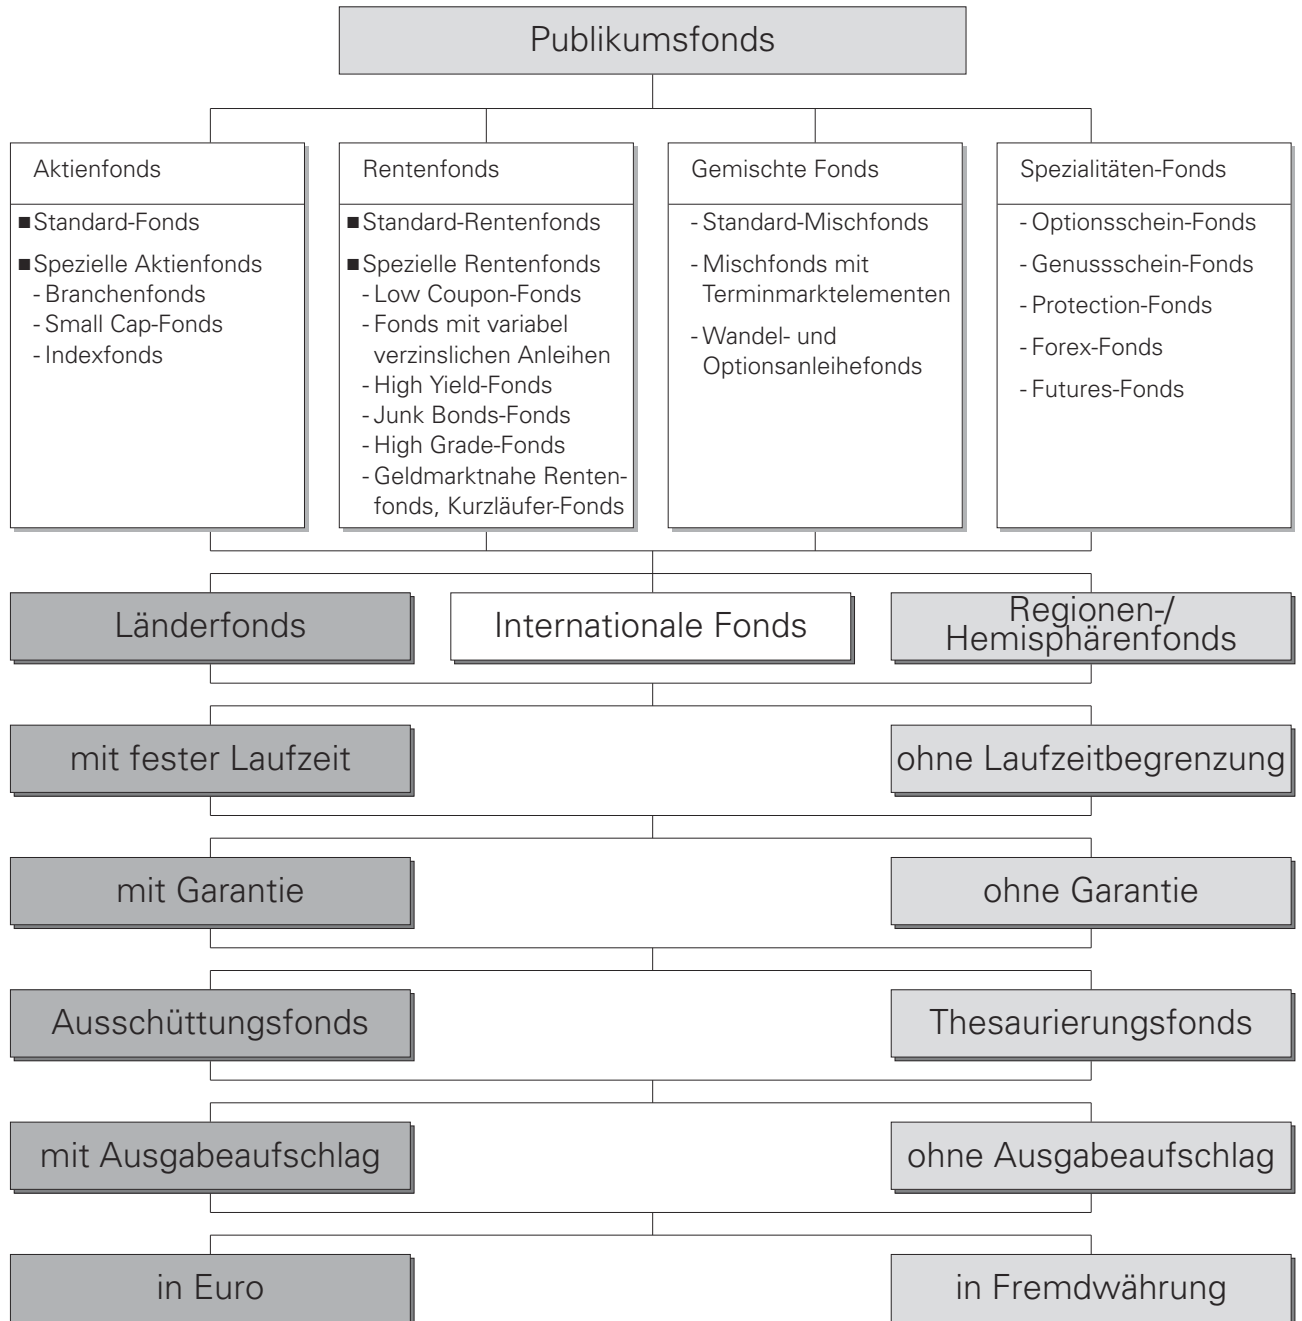 Publikumsfonds
Aktienfonds
■ Standard-Fonds
■ Spezielle Aktienfonds
- Branchenfonds
- Small Cap-Fonds
- Indexfonds
Rentenfonds
■ Standard-Rentenfonds
■ Spezielle Rentenfonds
- Low Coupon-Fonds
- Fonds mit variabel
verzinslichen Anleihen
- High Yield-Fonds
- Junk Bonds-Fonds
- High Grade-Fonds
- Geldmarktnahe Renten-
fonds, Kurzläufer-Fonds
Gemischte Fonds
- Standard-Mischfonds
- Mischfonds mit
Terminmarktelementen
- Wandel- und
Optionsanleihefonds
Spezialitäten-Fonds
- Optionsschein-Fonds
- Genussschein-Fonds
- Protection-Fonds
- Forex-Fonds
- Futures-Fonds
Länderfonds
Internationale Fonds
Regionen-/
Hemisphärenfonds
mit fester Laufzeit
ohne Laufzeitbegrenzung
mit Garantie
ohne Garantie
Ausschüttungsfonds
Thesaurierungsfonds
mit Ausgabeaufschlag
ohne Ausgabeaufschlag
in Euro
in Fremdwährung